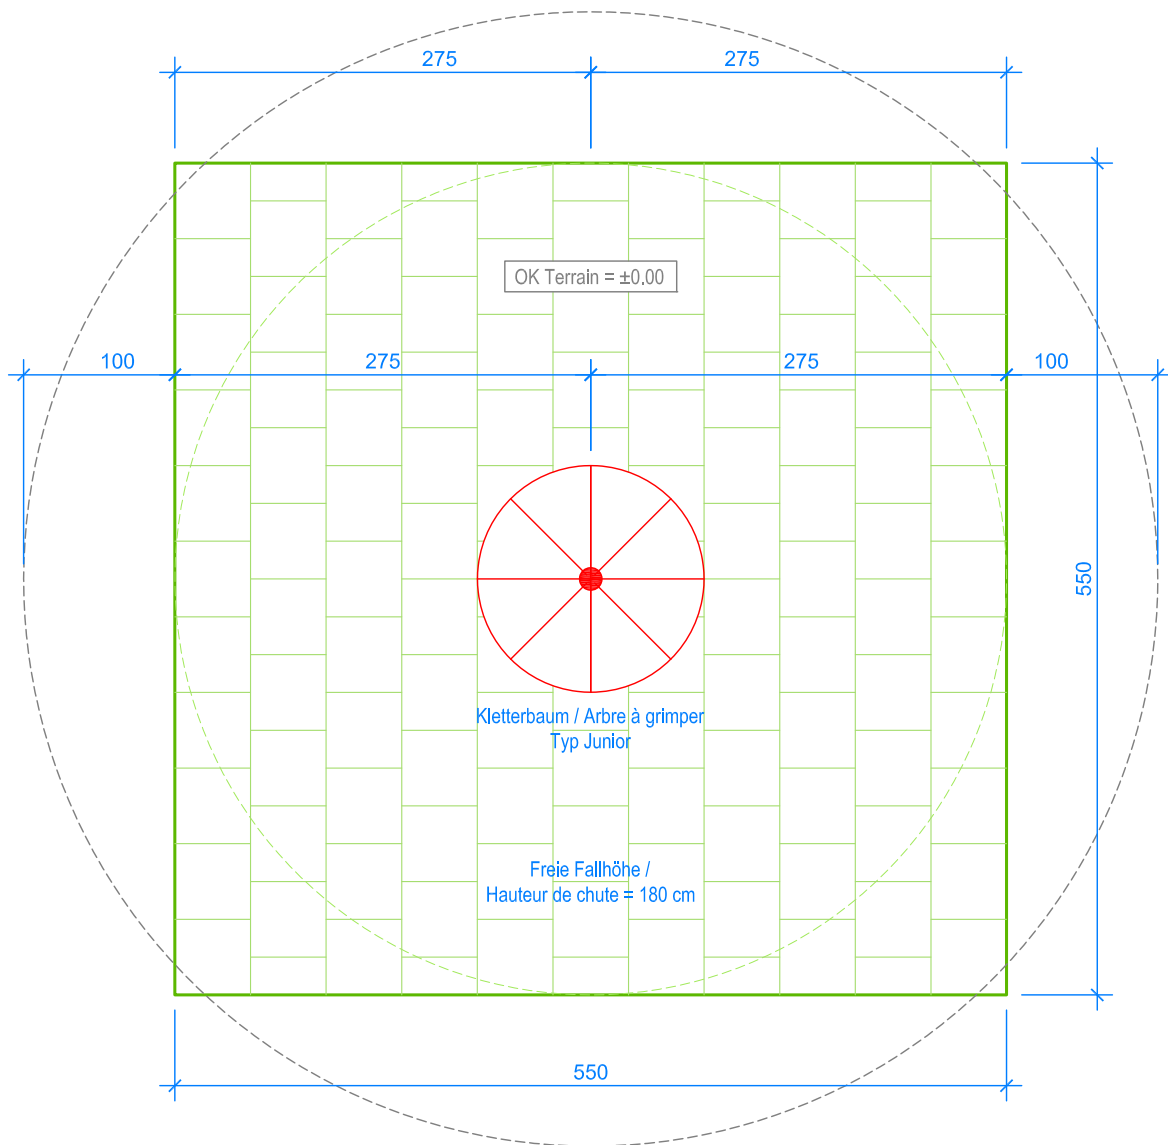 275 275
OK Terrain = ±0.00
100 275 275 100
550
Kletterbaum / Arbre à grimper
Typ Junior
Freie Fallhöhe /
Hauteur de chute = 180 cm
550